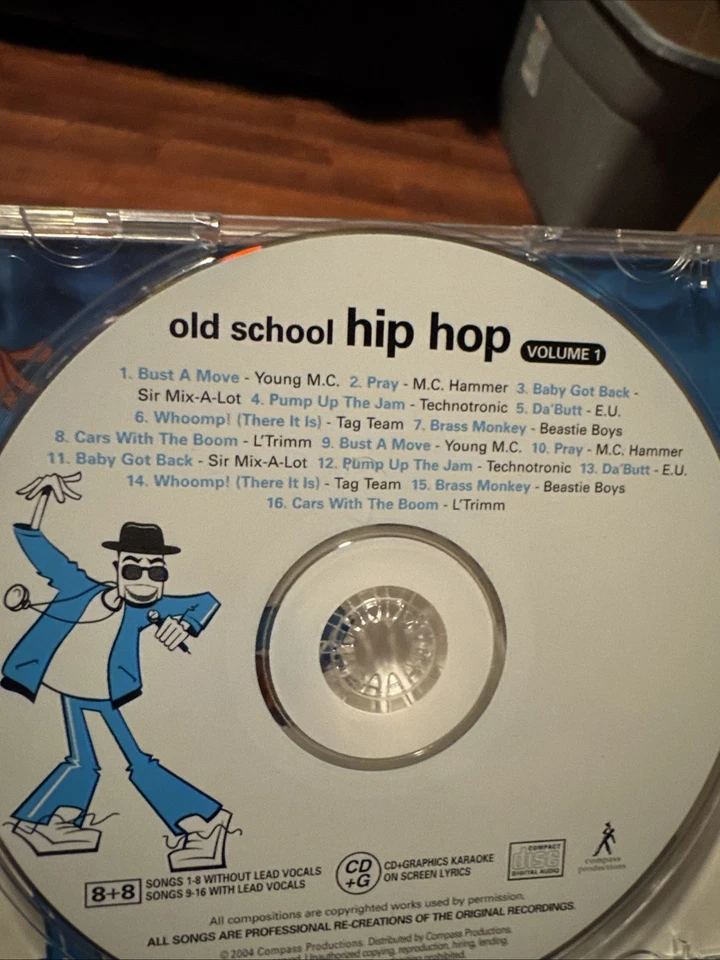 old school hip hop VOLUME 1
1. Bust A Move - Young M.C. 2. Pray - M.C. Hammer 3. Baby Got Back -
Sir Mix-A-Lot 4. Pump Up The Jam - Technotronic 5. Da'Butt - E.U.
6. Whoomp! (There It Is) - Tag Team 7. Brass Monkey - Beastie Boys
8. Cars With The Boom - L'Trimm 9. Bust A Move - Young M.C. 10. Pray - M.C. Hammer
11. Baby Got Back - Sir Mix-A-Lot 12. Pump Up The Jam - Technotronic 13. Da'Butt - E.U.
14. Whoomp! (There It Is) - Tag Team 15. Brass Monkey - Beastie Boys
16. Cars With The Boom - L'Trimm
8+8 SONGS 1-8 WITHOUT LEAD VOCALS
SONGS 9-16 WITH LEAD VOCALS
CD
+G
CD+GRAPHICS KARAOKE
ON SCREEN LYRICS
COMPACT
disc
DIGITAL AUDIO
compass
productions
All compositions are copyrighted works used by permission.
ALL SONGS ARE PROFESSIONAL RE-CREATIONS OF THE ORIGINAL RECORDINGS.
© 2004 Compass Productions. Distributed by Compass Productions.
Unauthorized copying, reproduction, hiring, lending,
prohibited.